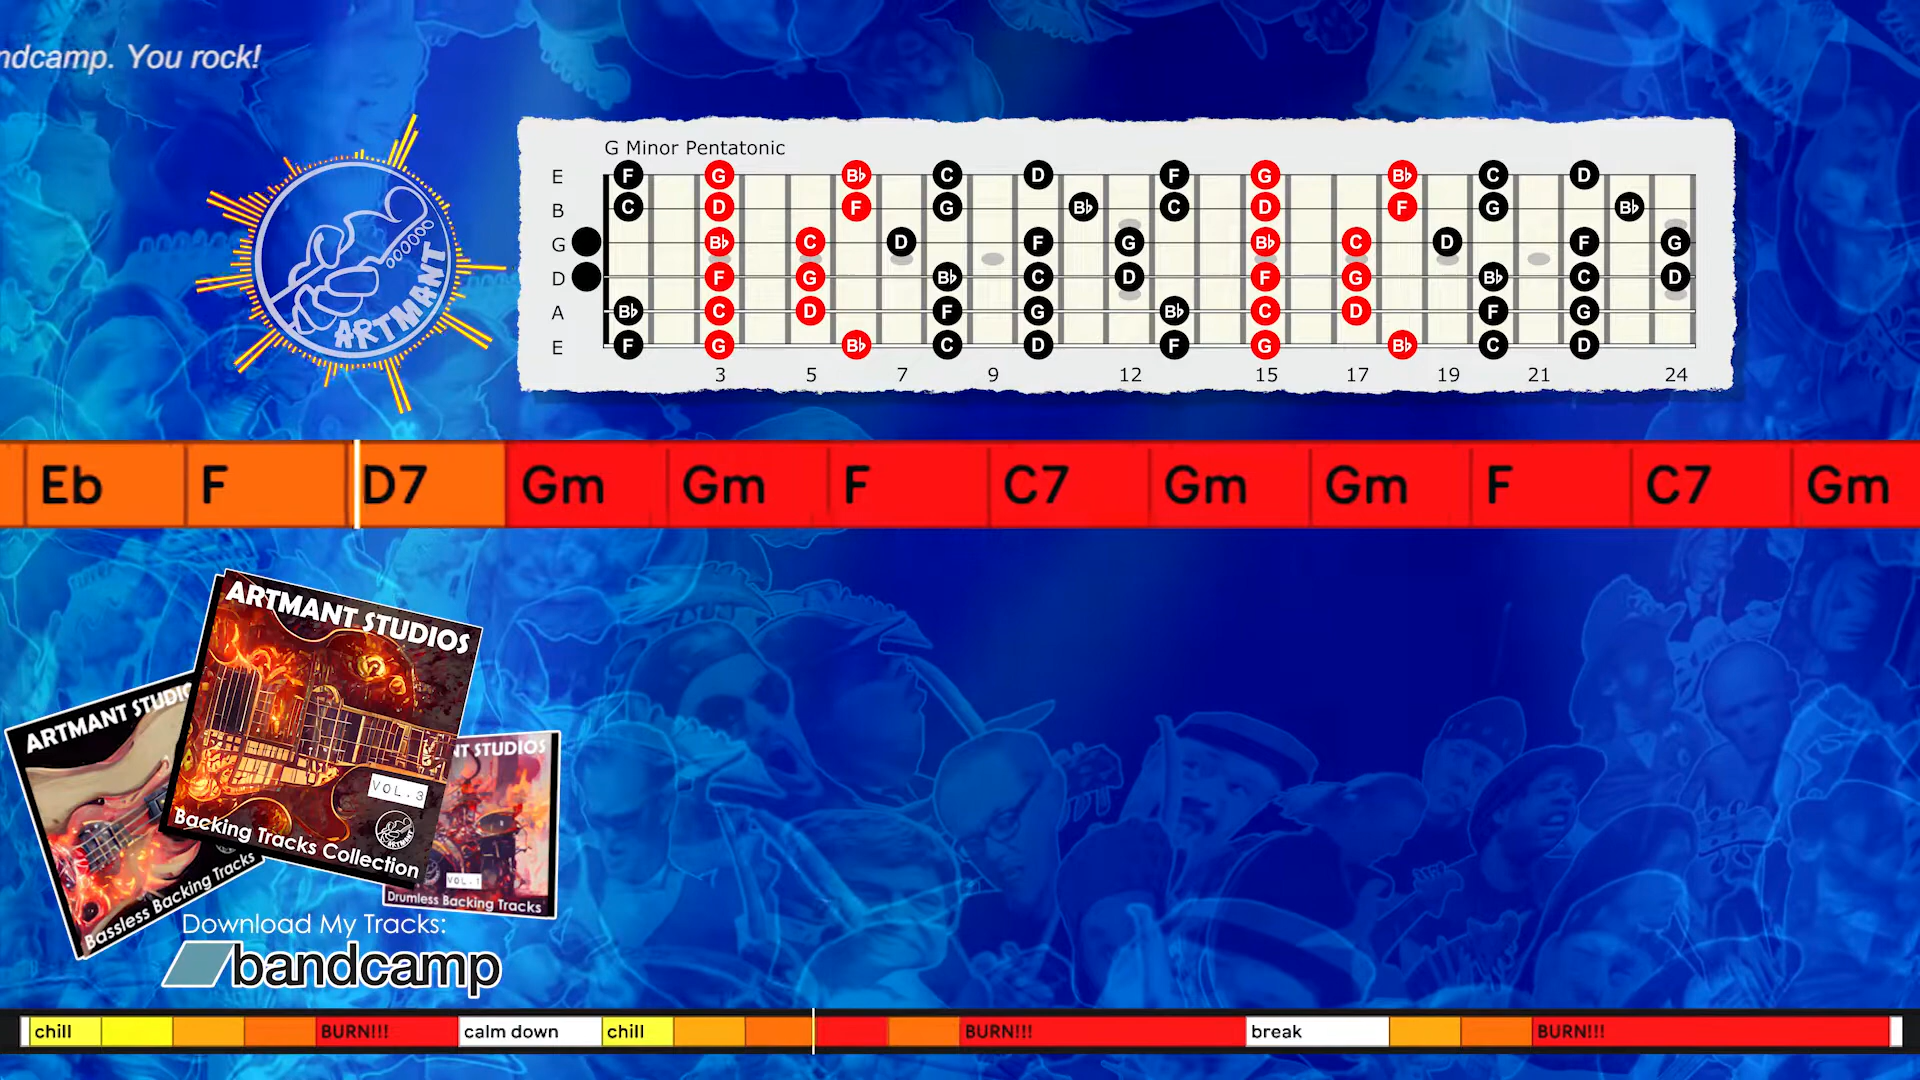 ndcamp. You rock!
ARTMANT
G Minor Pentatonic
E F G B♭ C D F G B♭ C D
B C D F G B♭ C D F G B♭
G B♭ C D F G B♭ C D F G
D F G B♭ C D F G B♭ C D
A B♭ C D F G B♭ C D F G
E F G B♭ C D F G B♭ C D
3 5 7 9 12 15 17 19 21 24
Eb F D7 Gm Gm F C7 Gm Gm F C7 Gm
ARTMANT STUDIOS
VOL.3
ARTMANT
Backing Tracks Collection
ARTMANT STUDIO
Bassless Backing Tracks
NT STUDIOS
VOL.1
Drumless Backing Tracks
Download My Tracks:
bandcamp
chill BURN!!! calm down chill BURN!!! break BURN!!!